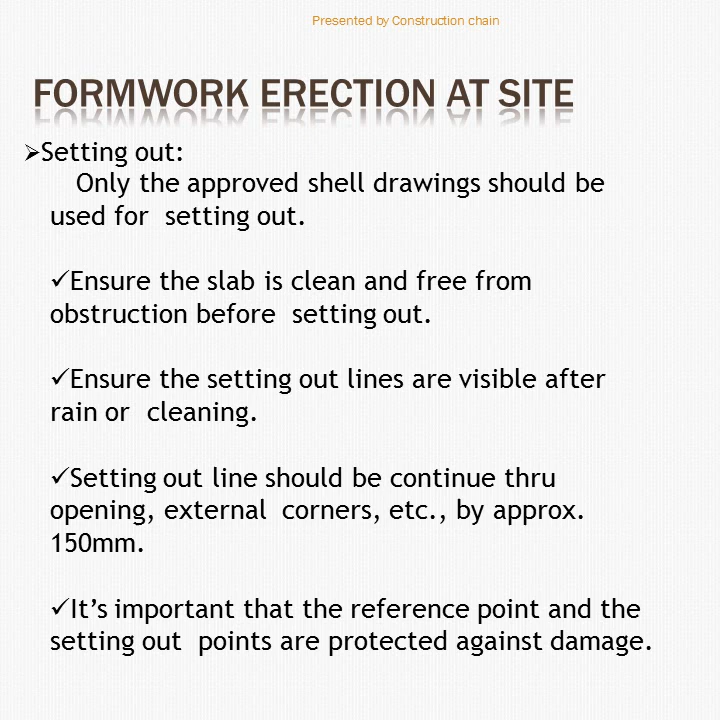 Presented by Construction chain
FORMWORK ERECTION AT SITE
➢Setting out:
Only the approved shell drawings should be
used for setting out.
✓Ensure the slab is clean and free from
obstruction before setting out.
✓Ensure the setting out lines are visible after
rain or cleaning.
✓Setting out line should be continue thru
opening, external corners, etc., by approx.
150mm.
✓It’s important that the reference point and the
setting out points are protected against damage.